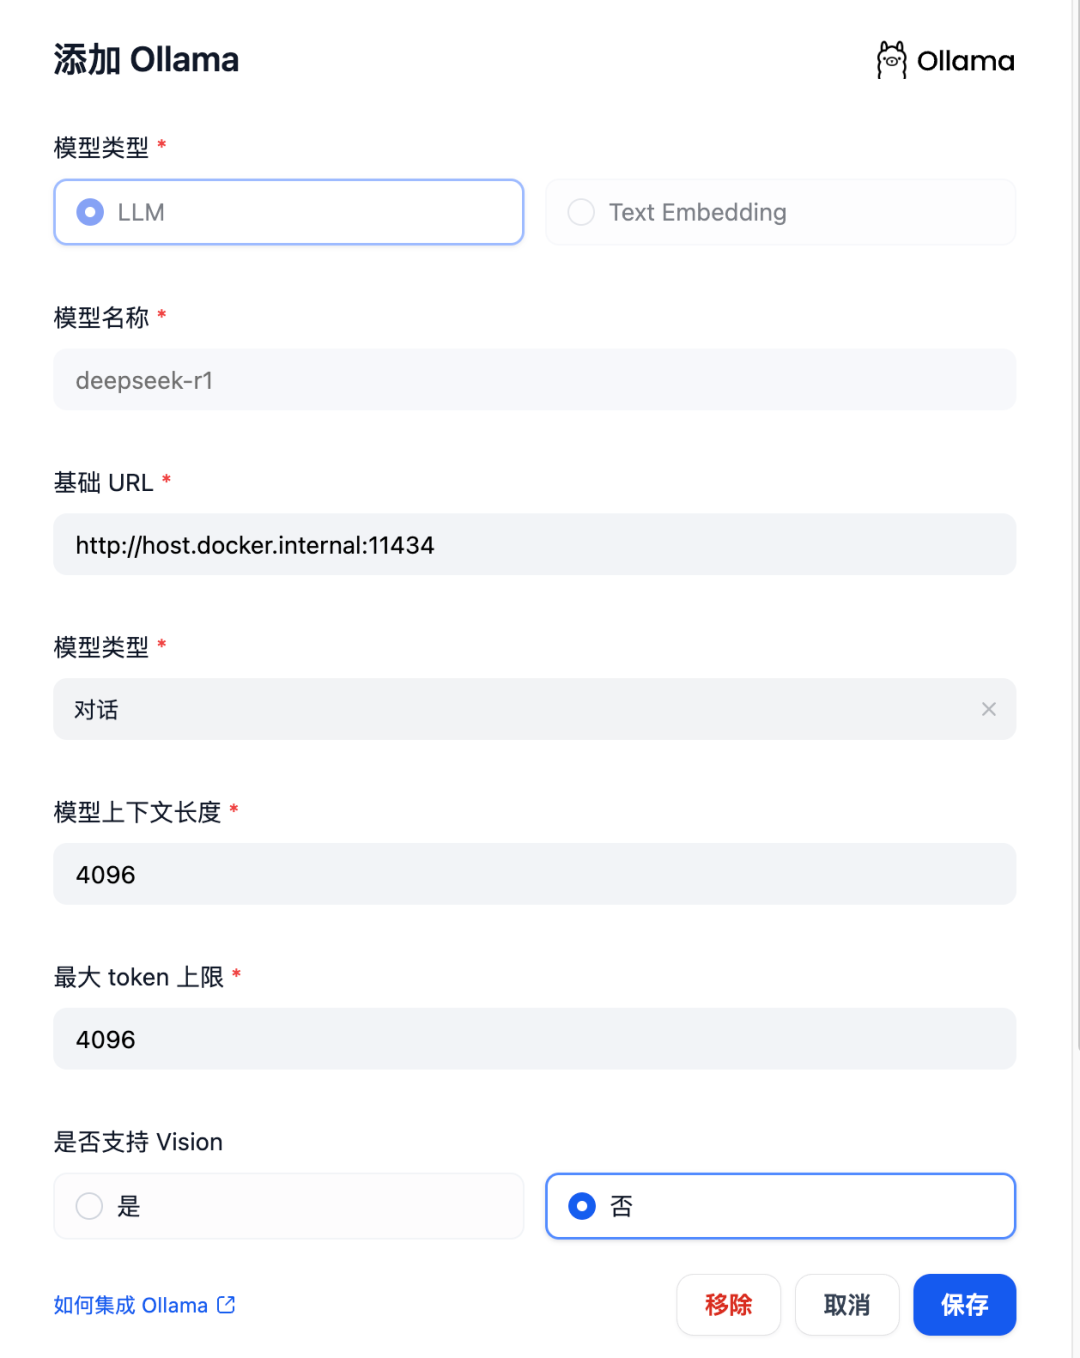 添加 Ollama
Ollama
模型类型 *
LLM
Text Embedding
模型名称 *
deepseek-r1
基础 URL *
http://host.docker.internal:11434
模型类型 *
对话
模型上下文长度 *
4096
最大 token 上限 *
4096
是否支持 Vision
是
否
如何集成 Ollama
移除
取消
保存